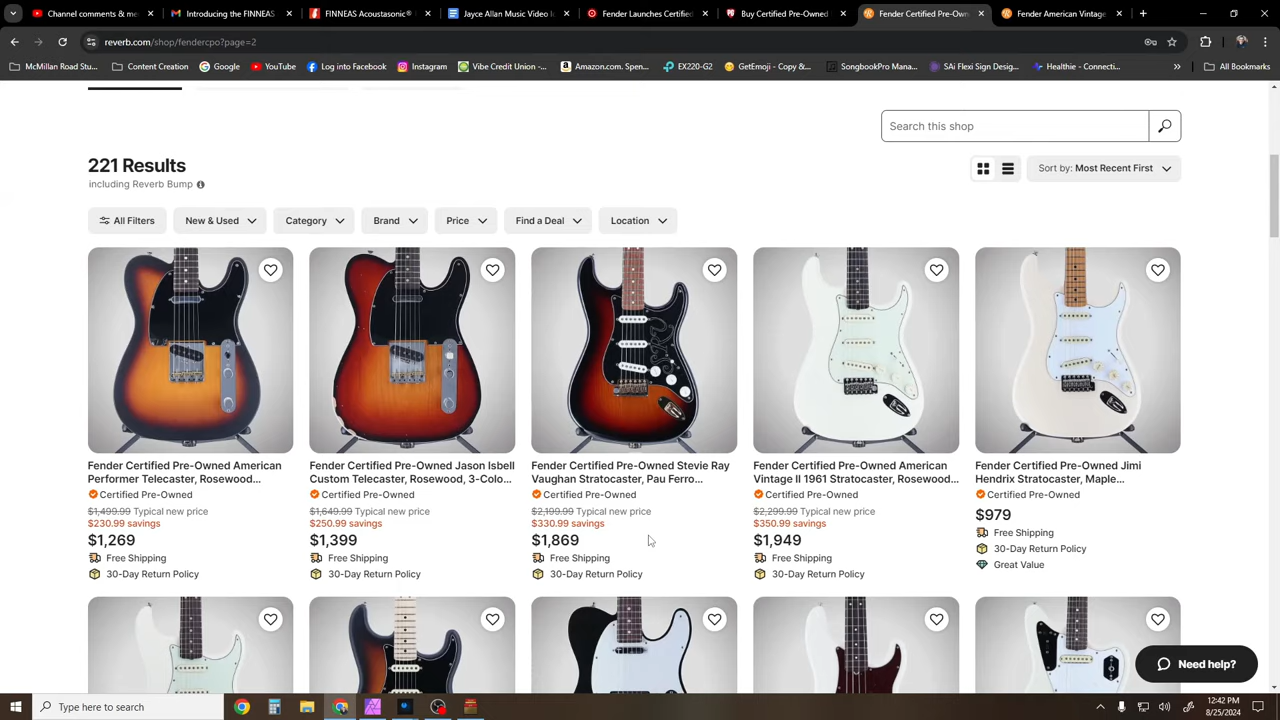 Comment on me
Introducing the FINNEAS
FINNEAS Acoustasonic®
Jayce Allan Music Video I
Fender Launches Certified
Buy Certified Pre-Owned
Fender Certified Pre-Own
Fender American Vintage
reverb.com/shop/fendercpo?page=2
McMillan Road Stu...
Content Creation
Google
YouTube
Log into Facebook
Instagram
Vibe Credit Union -...
Amazon.com. Spen...
EX220-G2
GetEmoji - Copy an...
SongbookPro Mana...
SAi Flexi Sign Desi...
Healthie - Connecti...
All Bookmarks
Search this shop
221 Results
including Reverb Bump
Sort by: Most Recent First
All Filters
New & Used
Category
Brand
Price
Find a Deal
Location
Fender Certified Pre-Owned American
Performer Telecaster, Rosewood...
Certified Pre-Owned
$1,499.99 Typical new price
$230.99 savings
$1,269
Free Shipping
30-Day Return Policy
Fender Certified Pre-Owned Jason Isbell
Custom Telecaster, Rosewood, 3-Colo...
Certified Pre-Owned
$1,649.99 Typical new price
$250.99 savings
$1,399
Free Shipping
30-Day Return Policy
Fender Certified Pre-Owned Stevie Ray
Vaughan Stratocaster, Pau Ferro...
Certified Pre-Owned
$2,199.99 Typical new price
$330.99 savings
$1,869
Free Shipping
30-Day Return Policy
Fender Certified Pre-Owned American
Vintage II 1961 Stratocaster, Rosewood...
Certified Pre-Owned
$2,299.99 Typical new price
$350.99 savings
$1,949
Free Shipping
30-Day Return Policy
Fender Certified Pre-Owned Jimi
Hendrix Stratocaster, Maple...
Certified Pre-Owned
$979
Free Shipping
30-Day Return Policy
Great Value
Need help?
Type here to search
12:42 PM
8/25/2024